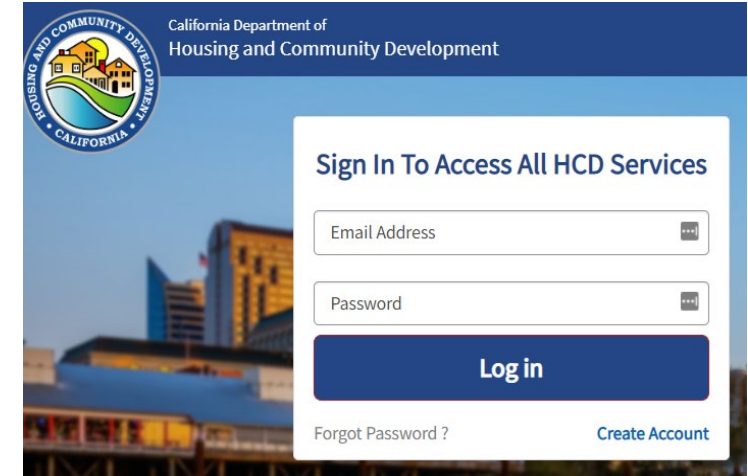 HOUSING AND COMMUNITY DEVELOPMENT
• CALIFORNIA •
California Department of
Housing and Community Development
Sign In To Access All HCD Services
Email Address
Password
Log in
Forgot Password ?
Create Account